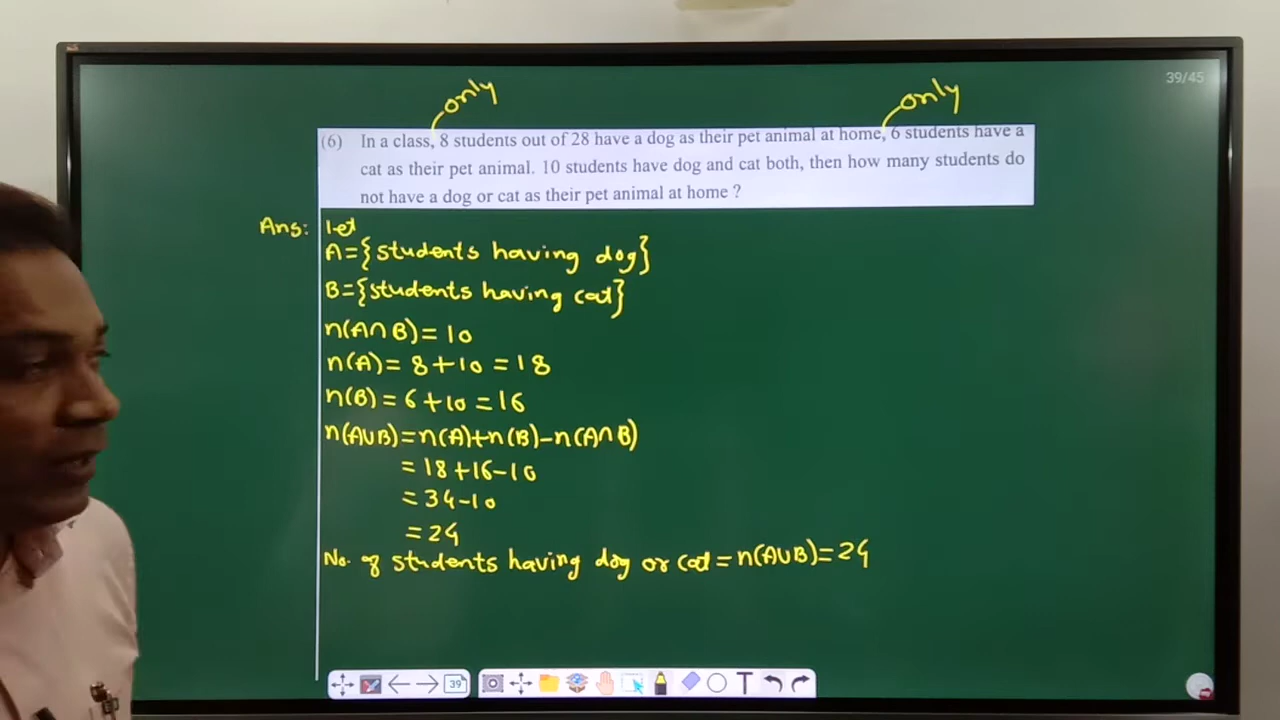 39/45
only
only
(6) In a class, 8 students out of 28 have a dog as their pet animal at home, 6 students have a
cat as their pet animal. 10 students have dog and cat both, then how many students do
not have a dog or cat as their pet animal at home ?
Ans: let
A={students having dog}
B={students having cat}
n(A∩B)=10
n(A)= 8+10 =18
n(B)= 6+10 =16
n(A∪B)=n(A)+n(B)-n(A∩B)
= 18+16-10
= 34-10
= 24
No. of students having dog or cat = n(A∪B)=24
39
T